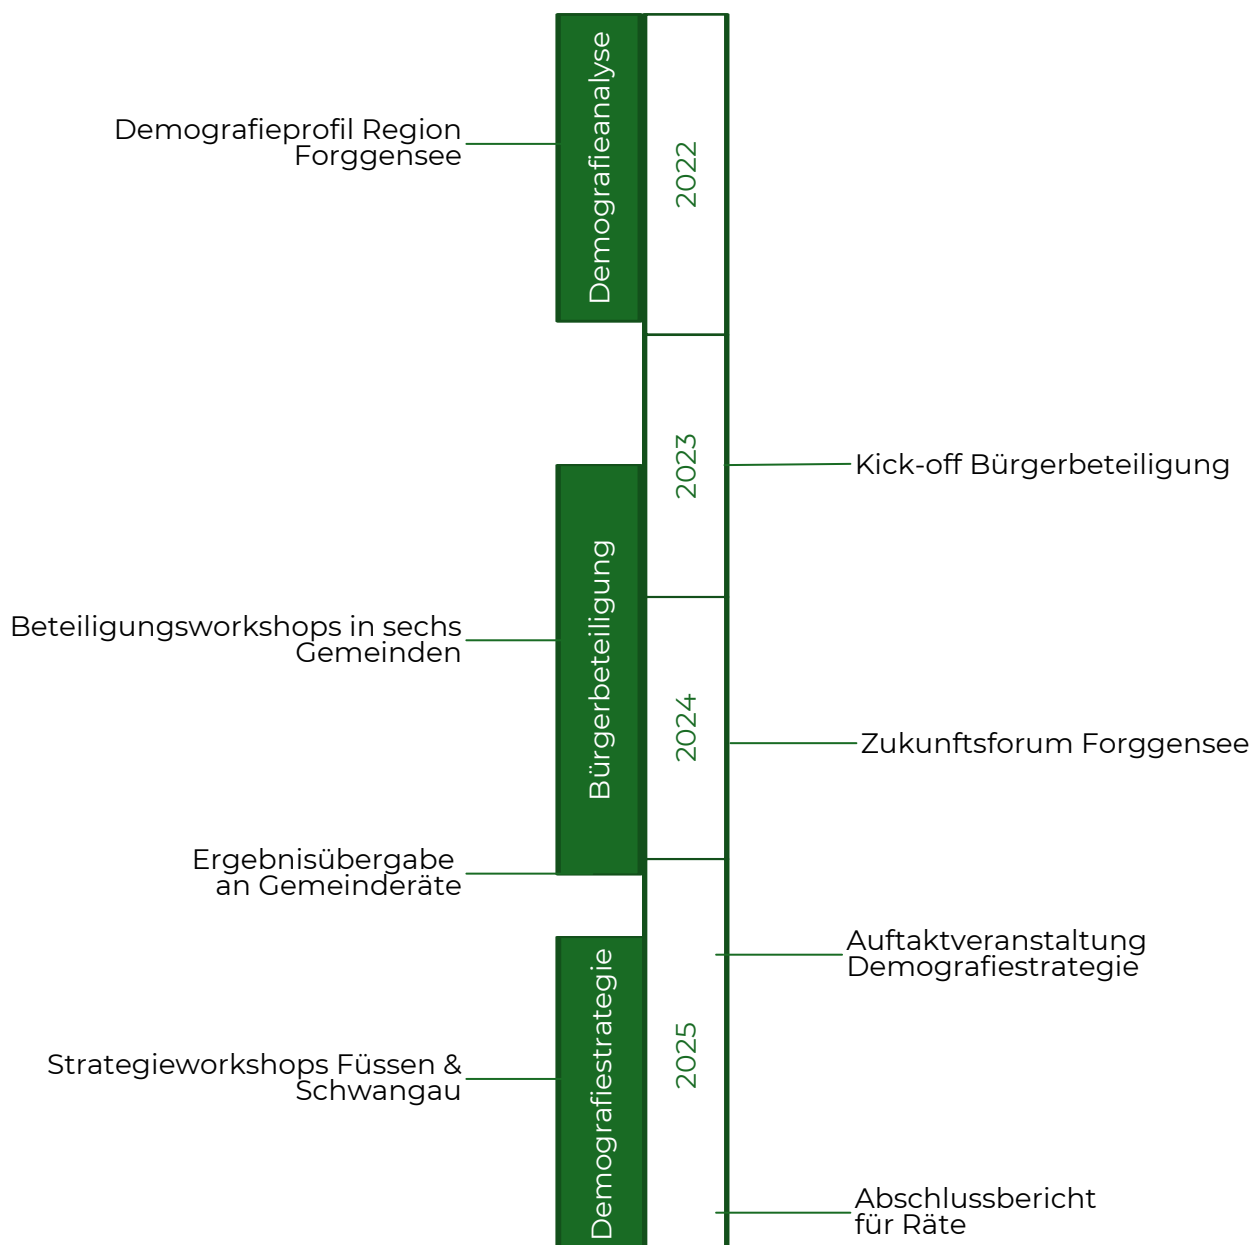 Demografieanalyse
2022
Demografieprofil Region
Forggensee
2023
Kick-off Bürgerbeteiligung
Bürgerbeteiligung
Beteiligungsworkshops in sechs
Gemeinden
2024
Zukunftsforum Forggensee
Ergebnisübergabe
an Gemeinderäte
Auftaktveranstaltung
Demografiestrategie
Demografiestrategie
2025
Strategieworkshops Füssen &
Schwangau
Abschlussbericht
für Räte